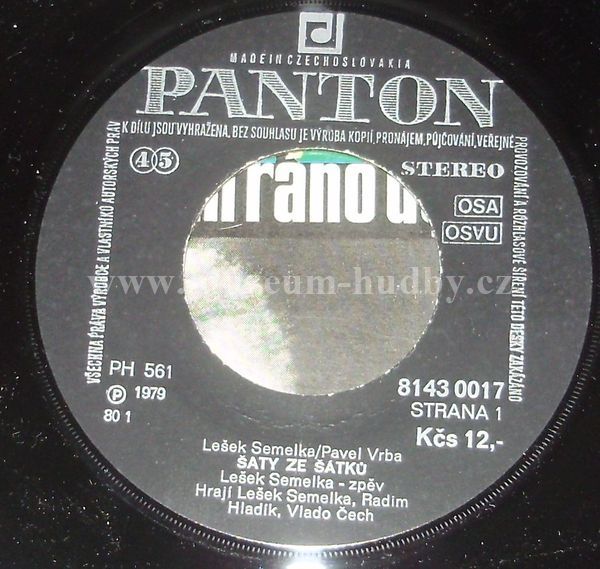 MADE IN CZECHOSLOVAKIA
PANTON
VŠECHNA PRÁVA VÝROBCE A VLASTNÍKŮ AUTORSKÝCH PRÁV K DÍLU JSOU VYHRAŽENA. BEZ SOUHLASU JE VÝROBA KOPIÍ, PRONÁJEM, PŮJČOVÁNÍ, VEŘEJNÉ PROVOZOVÁNÍ A ROZHLASOVÉ ŠÍŘENÍ TÉTO DESKY ZAKÁZÁNO
45
STEREO
ráno
OSA
OSVU
www.museum-hudby.cz
PH 561
Ⓟ 1979
80 1
8143 0017
STRANA 1
Kčs 12,-
Lešek Semelka/Pavel Vrba
ŠATY ZE ŠÁTKŮ
Lešek Semelka - zpěv
Hrají Lešek Semelka, Radim
Hladík, Vlado Čech